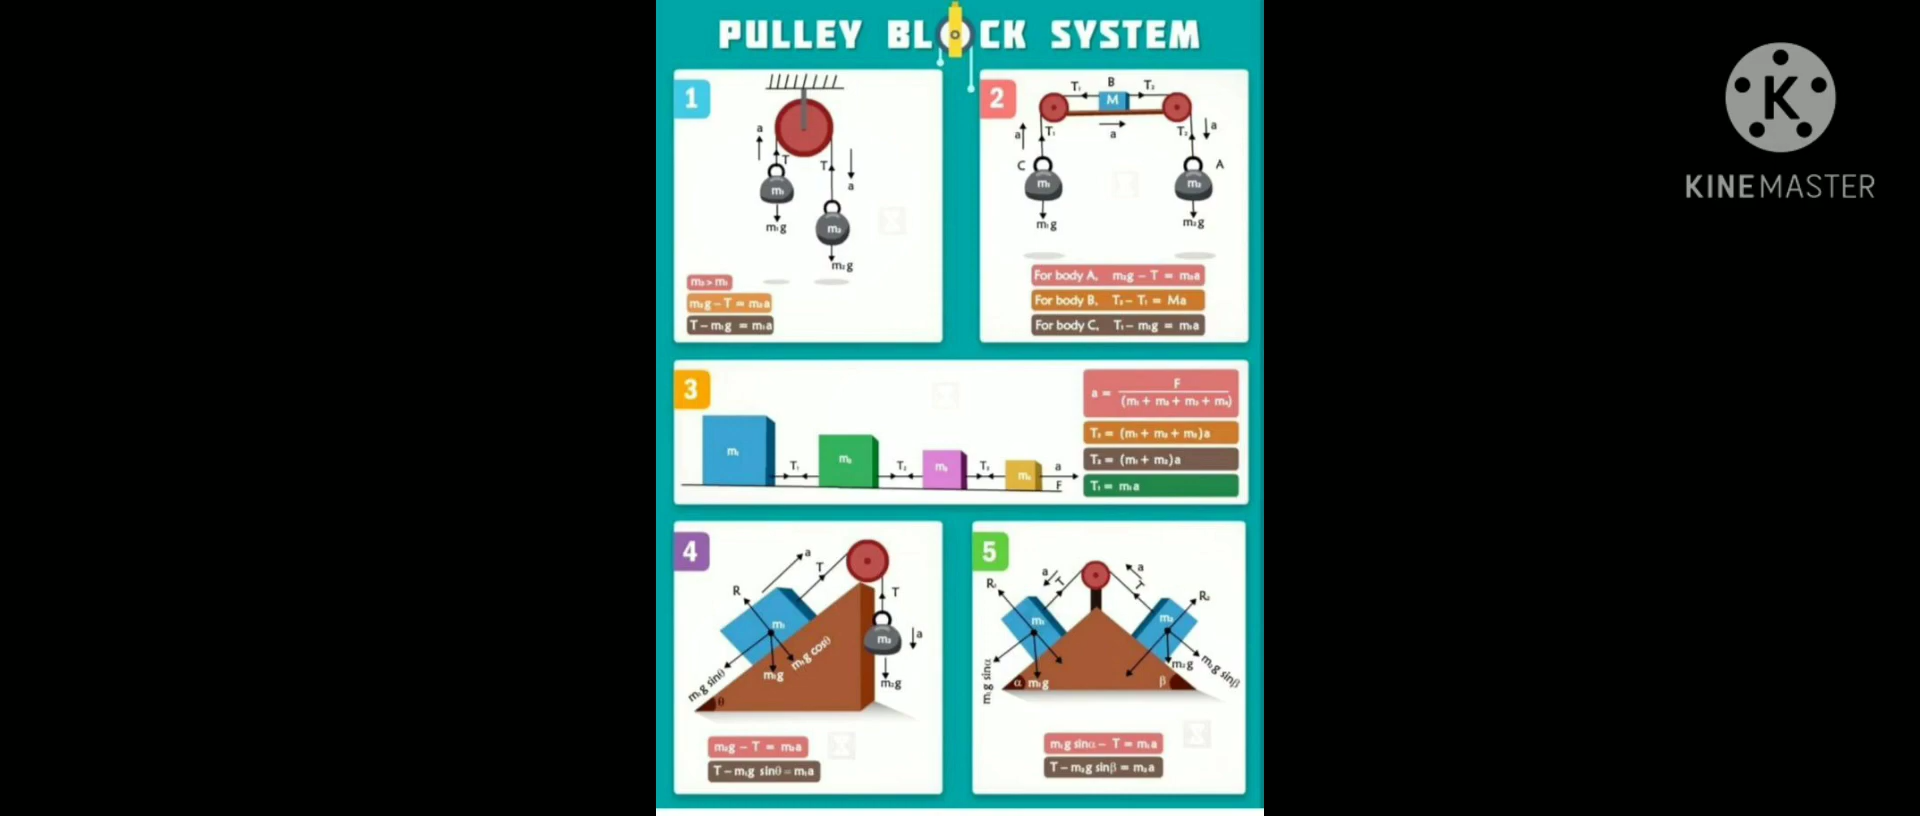 PULLEY BLOCK SYSTEM
1
a
T
T
a
m₁
m₂
m₁g
m₂g
m₂ > m₁
m₂g – T = m₂a
T – m₁g = m₁a
2
T₁
B
T₂
M
a
T₁
a
T₂
a
C
A
m₁
m₂
m₁g
m₂g
For body A, m₂g – T = m₂a
For body B, T₂ – T₁ = Ma
For body C, T₁ – m₁g = m₁a
3
m₁
T₁
m₂
T₂
m₃
T₃
m₄
a
F
a = F / (m₁ + m₂ + m₃ + m₄)
T₃ = (m₁ + m₂ + m₃)a
T₂ = (m₁ + m₂)a
T₁ = m₁a
4
a
T
R
T
m₁
m₂
a
m₁g cosθ
m₁g
m₁g sinθ
m₂g
θ
m₂g – T = m₂a
T – m₁g sinθ = m₁a
5
a
T
a
T
R₁
R₂
m₁
m₂
m₁g sinα
m₂g
m₂g sinβ
α
m₁g
β
m₁g sinα – T = m₁a
T – m₂g sinβ = m₂a
K
KINEMASTER